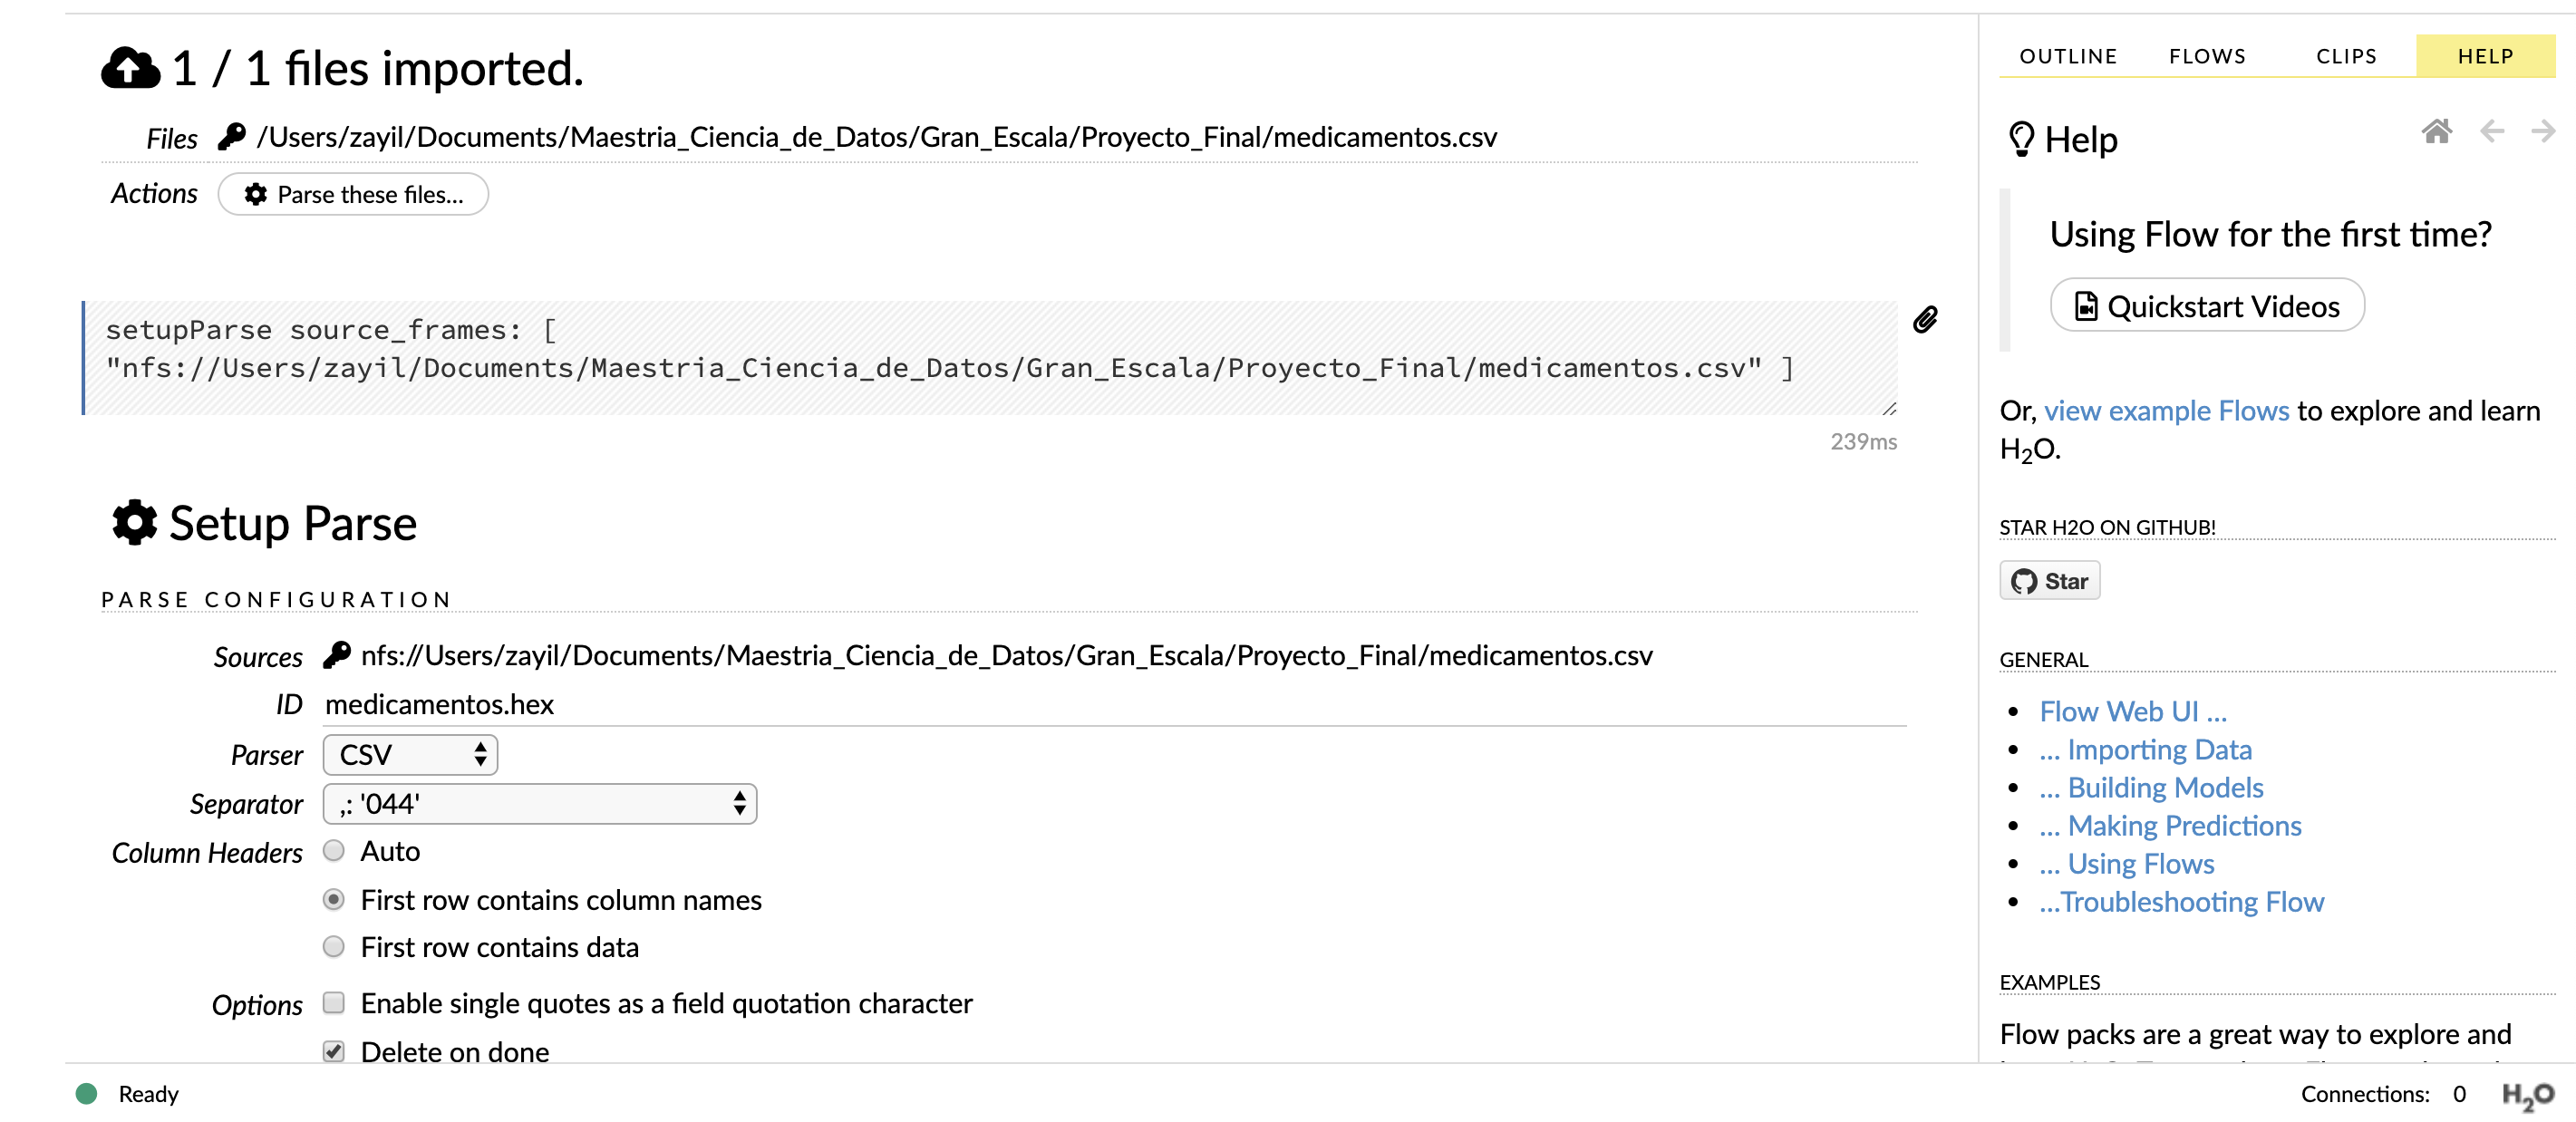 1 / 1 files imported.
Files /Users/zayil/Documents/Maestria_Ciencia_de_Datos/Gran_Escala/Proyecto_Final/medicamentos.csv
Actions Parse these files...
setupParse source_frames: [
"nfs://Users/zayil/Documents/Maestria_Ciencia_de_Datos/Gran_Escala/Proyecto_Final/medicamentos.csv" ]
239ms
Setup Parse
PARSE CONFIGURATION
Sources nfs://Users/zayil/Documents/Maestria_Ciencia_de_Datos/Gran_Escala/Proyecto_Final/medicamentos.csv
ID medicamentos.hex
Parser CSV
Separator ,: '044'
Column Headers Auto
First row contains column names
First row contains data
Options Enable single quotes as a field quotation character
Delete on done
OUTLINE FLOWS CLIPS HELP
Help
Using Flow for the first time?
Quickstart Videos
Or, view example Flows to explore and learn
H2O.
STAR H2O ON GITHUB!
Star
GENERAL
Flow Web UI ...
... Importing Data
... Building Models
... Making Predictions
... Using Flows
...Troubleshooting Flow
EXAMPLES
Flow packs are a great way to explore and
Ready
Connections: 0 H2O